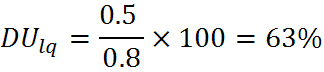 DU_lq = 0.5/0.8 × 100 = 63%